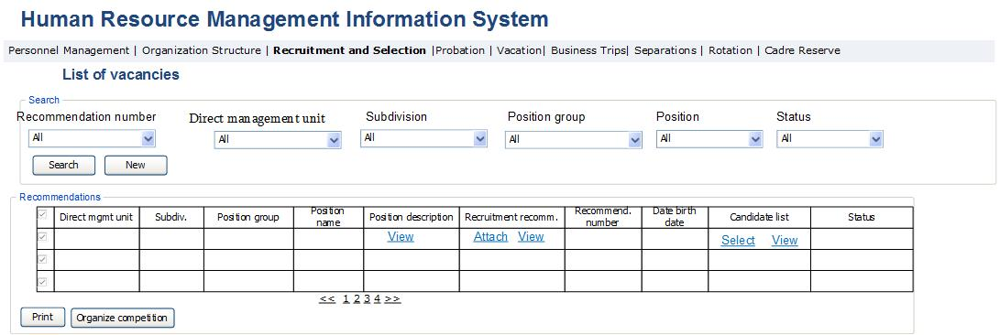 Human Resource Management Information System
Personnel Management | Organization Structure | Recruitment and Selection |Probation | Vacation| Business Trips| Separations | Rotation | Cadre Reserve
List of vacancies
Search
Recommendation number Direct management unit Subdivision Position group Position Status
All All All All All All
Search New
Recommendations
Direct mgmt unit Subdiv. Position group Position name Position description Recruitment recomm. Recommend. number Date birth date Candidate list Status
View Attach View Select View
<< 1 2 3 4 >>
Print Organize competition